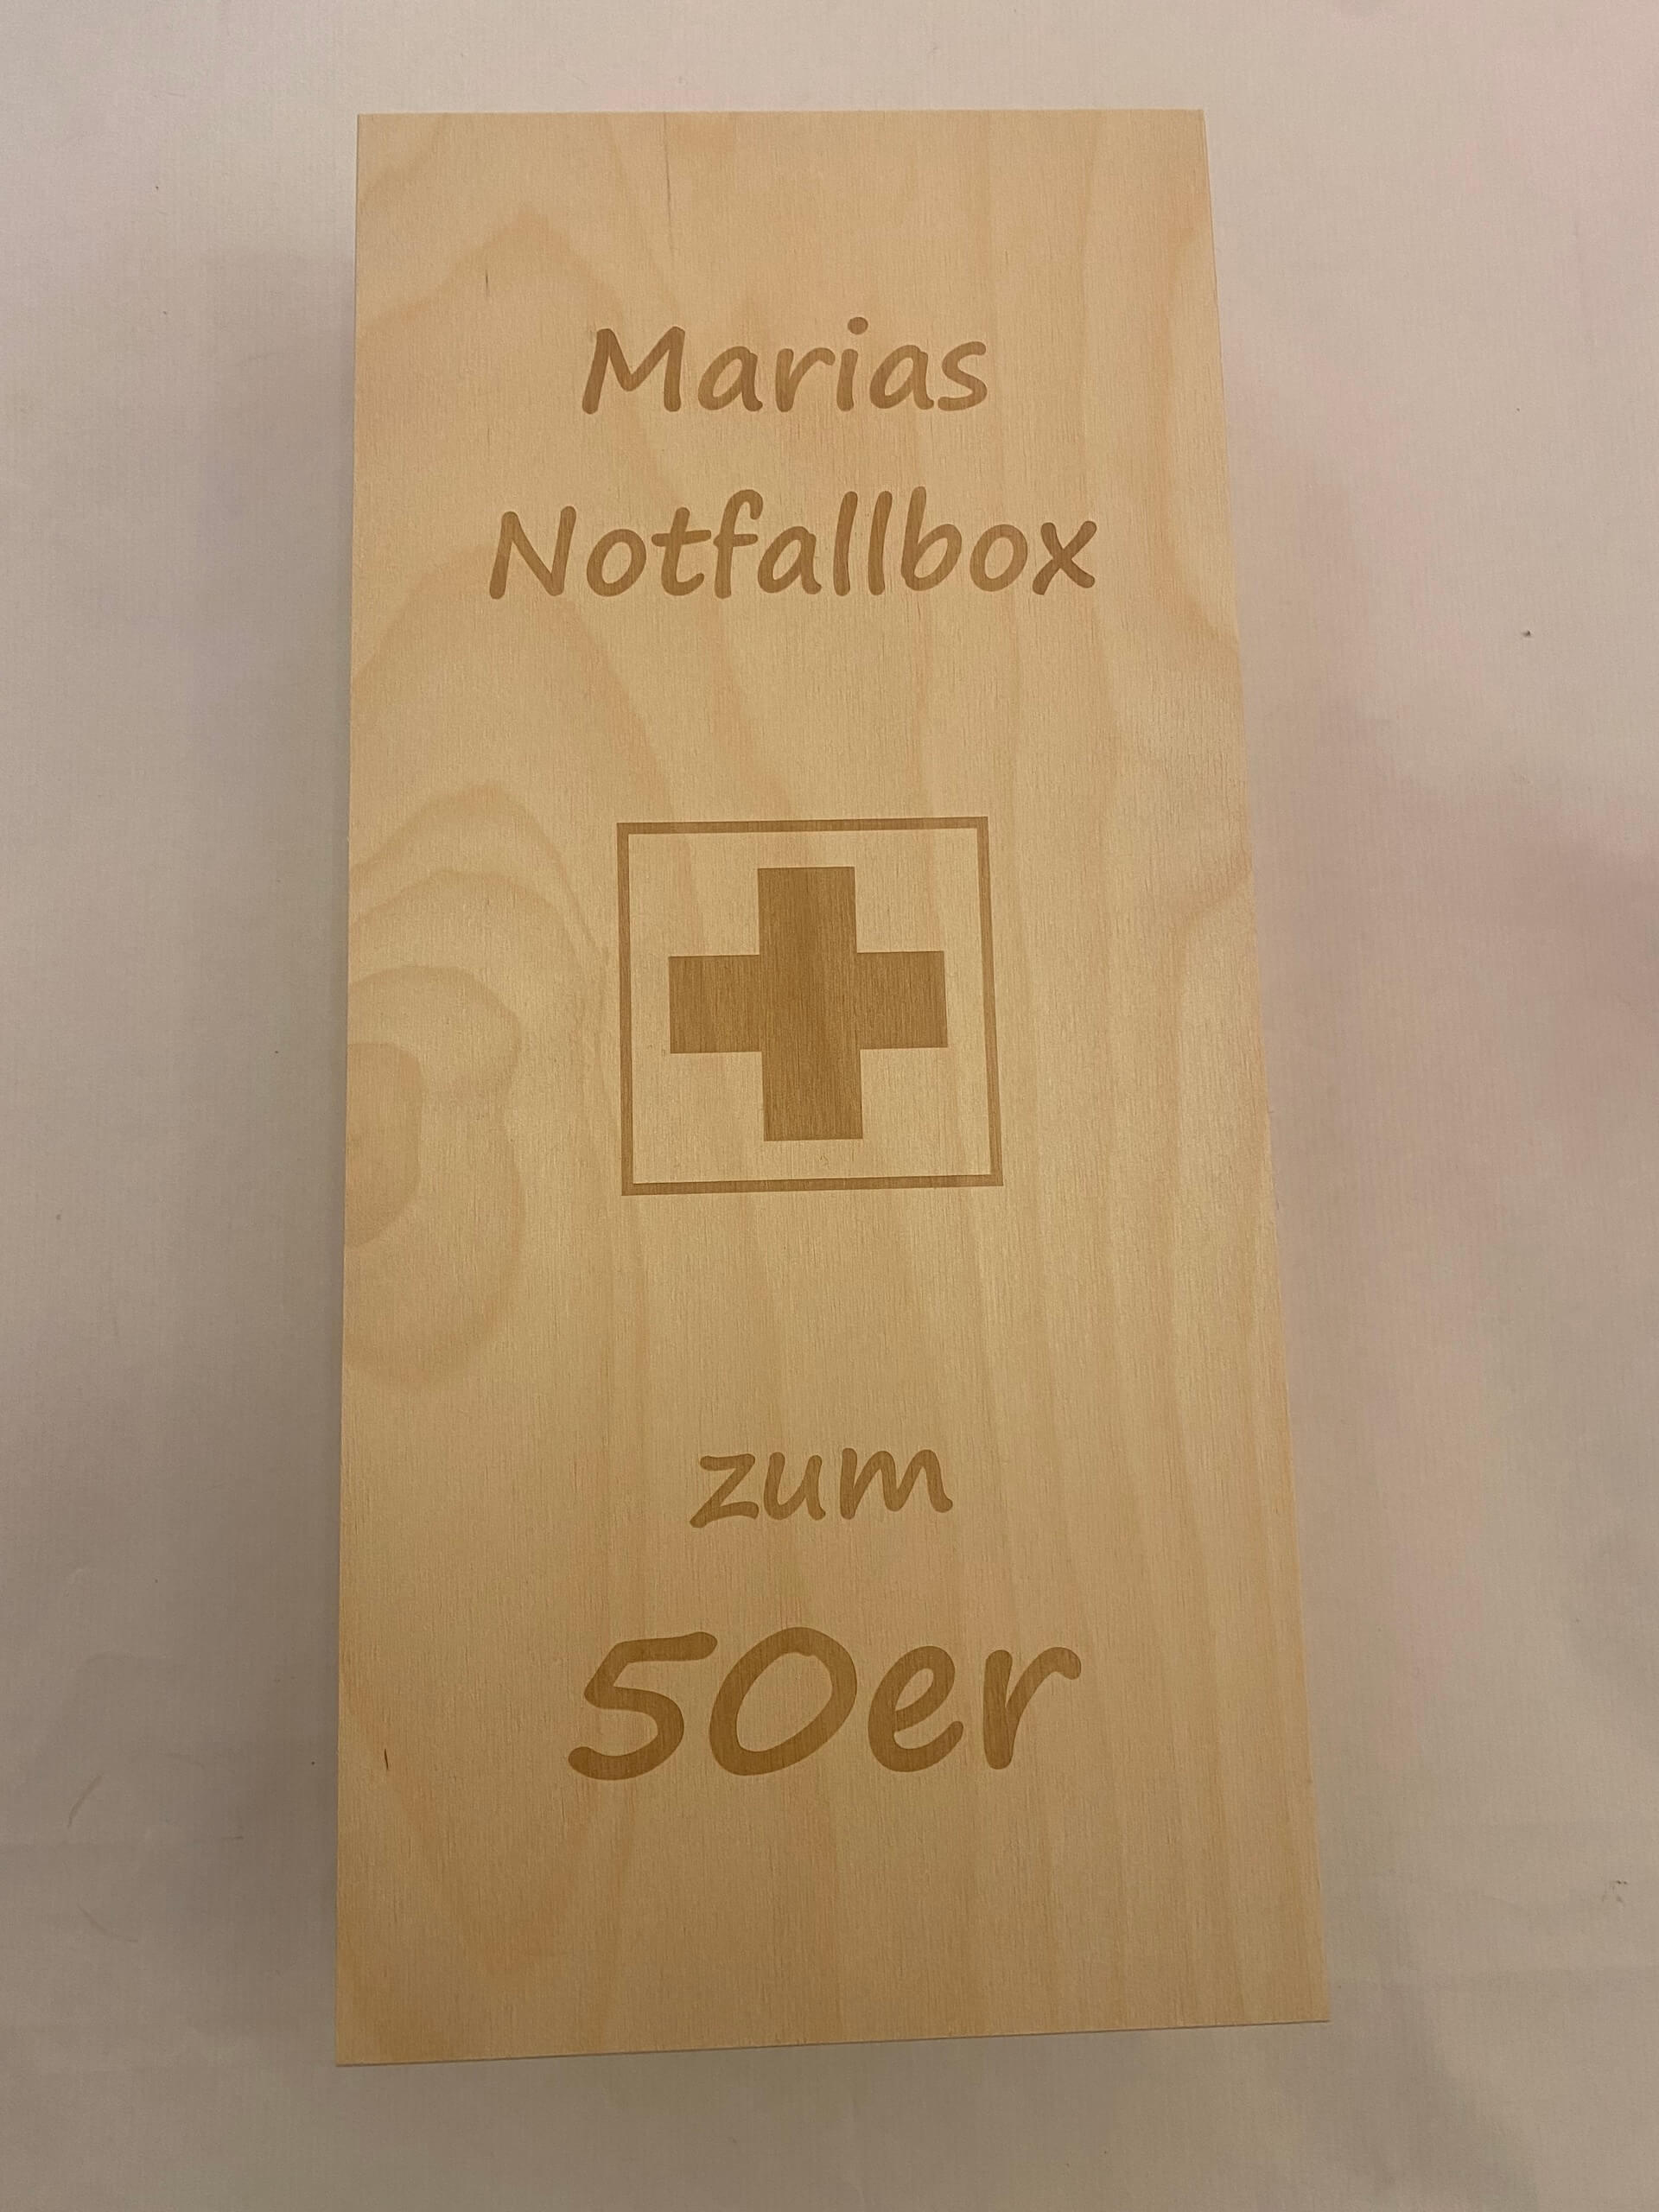 Marias
Notfallbox
zum
50er